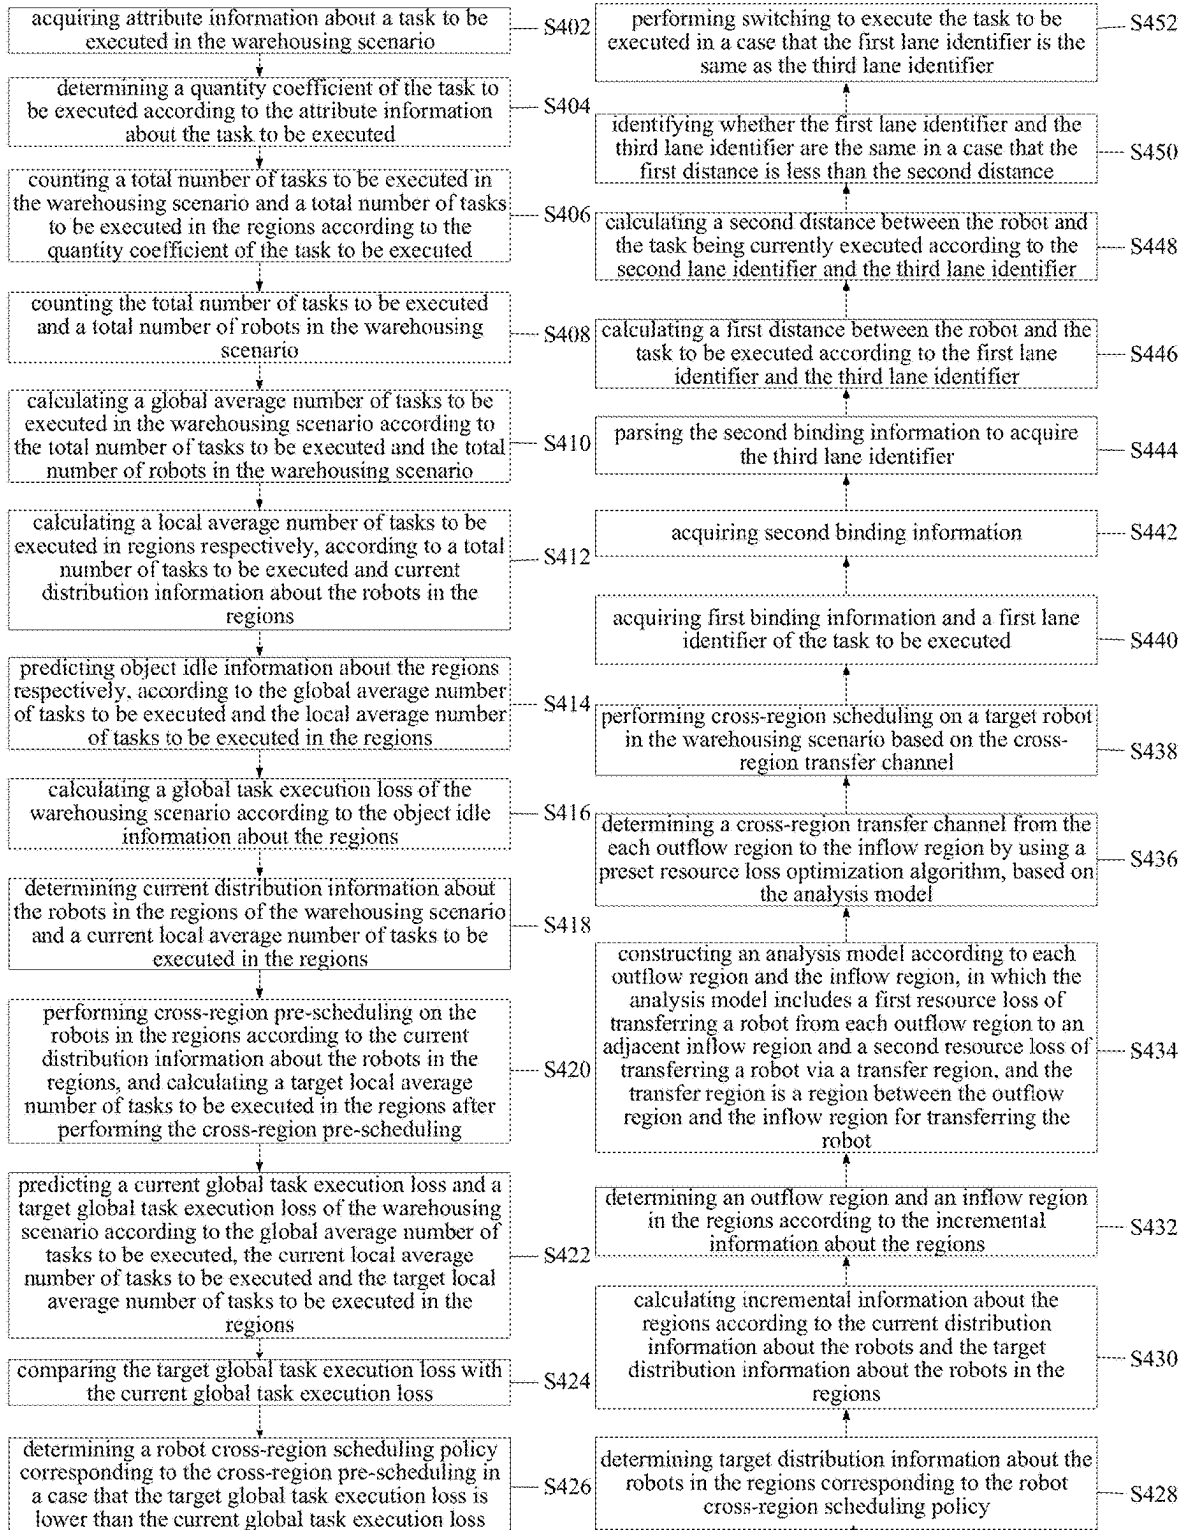 acquiring attribute information about a task to be
executed in the warehousing scenario
S402
determining a quantity coefficient of the task to
be executed according to the attribute information
about the task to be executed
S404
counting a total number of tasks to be executed in
the warehousing scenario and a total number of tasks
to be executed in the regions according to the
quantity coefficient of the task to be executed
S406
counting the total number of tasks to be executed
and a total number of robots in the warehousing
scenario
S408
calculating a global average number of tasks to be
executed in the warehousing scenario according to
the total number of tasks to be executed and the total
number of robots in the warehousing scenario
S410
calculating a local average number of tasks to be
executed in regions respectively, according to a total
number of tasks to be executed and current
distribution information about the robots in the
regions
S412
predicting object idle information about the regions
respectively, according to the global average number
of tasks to be executed and the local average number
of tasks to be executed in the regions
S414
calculating a global task execution loss of the
warehousing scenario according to the object idle
information about the regions
S416
determining current distribution information about
the robots in the regions of the warehousing scenario
and a current local average number of tasks to be
executed in the regions
S418
performing cross-region pre-scheduling on the
robots in the regions according to the current
distribution information about the robots in the
regions, and calculating a target local average
number of tasks to be executed in the regions after
performing the cross-region pre-scheduling
S420
predicting a current global task execution loss and a
target global task execution loss of the warehousing
scenario according to the global average number of
tasks to be executed, the current local average
number of tasks to be executed and the target local
average number of tasks to be executed in the
regions
S422
comparing the target global task execution loss with
the current global task execution loss
S424
determining a robot cross-region scheduling policy
corresponding to the cross-region pre-scheduling in
a case that the target global task execution loss is
lower than the current global task execution loss
S426
determining target distribution information about the
robots in the regions corresponding to the robot
cross-region scheduling policy
S428
calculating incremental information about the
regions according to the current distribution
information about the robots and the target
distribution information about the robots in the
regions
S430
determining an outflow region and an inflow region
in the regions according to the incremental
information about the regions
S432
constructing an analysis model according to each
outflow region and the inflow region, in which the
analysis model includes a first resource loss of
transferring a robot from each outflow region to an
adjacent inflow region and a second resource loss of
transferring a robot via a transfer region, and the
transfer region is a region between the outflow
region and the inflow region for transferring the
robot
S434
determining a cross-region transfer channel from the
each outflow region to the inflow region by using a
preset resource loss optimization algorithm, based on
the analysis model
S436
performing cross-region scheduling on a target robot
in the warehousing scenario based on the cross-
region transfer channel
S438
acquiring first binding information and a first lane
identifier of the task to be executed
S440
acquiring second binding information
S442
parsing the second binding information to acquire
the third lane identifier
S444
calculating a first distance between the robot and the
task to be executed according to the first lane
identifier and the third lane identifier
S446
calculating a second distance between the robot and
the task being currently executed according to the
second lane identifier and the third lane identifier
S448
identifying whether the first lane identifier and the
third lane identifier are the same in a case that the
first distance is less than the second distance
S450
performing switching to execute the task to be
executed in a case that the first lane identifier is the
same as the third lane identifier
S452